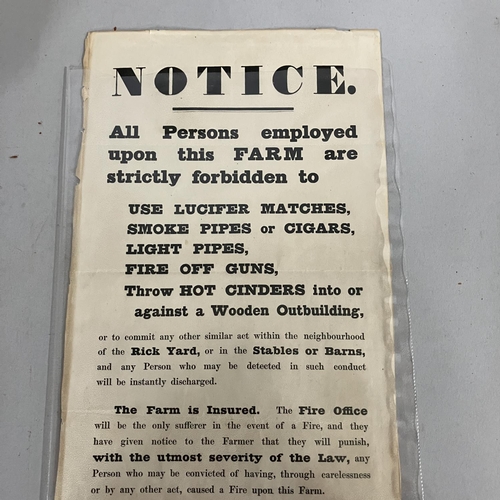 NOTICE.
All Persons employed
upon this FARM are
strictly forbidden to
USE LUCIFER MATCHES,
SMOKE PIPES or CIGARS,
LIGHT PIPES,
FIRE OFF GUNS,
Throw HOT CINDERS into or
against a Wooden Outbuilding,
or to commit any other similar act within the neighbourhood
of the Rick Yard, or in the Stables or Barns,
and any Person who may be detected in such conduct
will be instantly discharged.
The Farm is Insured. The Fire Office
will be the only sufferer in the event of a Fire, and they
have given notice to the Farmer that they will punish,
with the utmost severity of the Law, any
Person who may be convicted of having, through carelessness
or by any other act, caused a Fire upon this Farm.